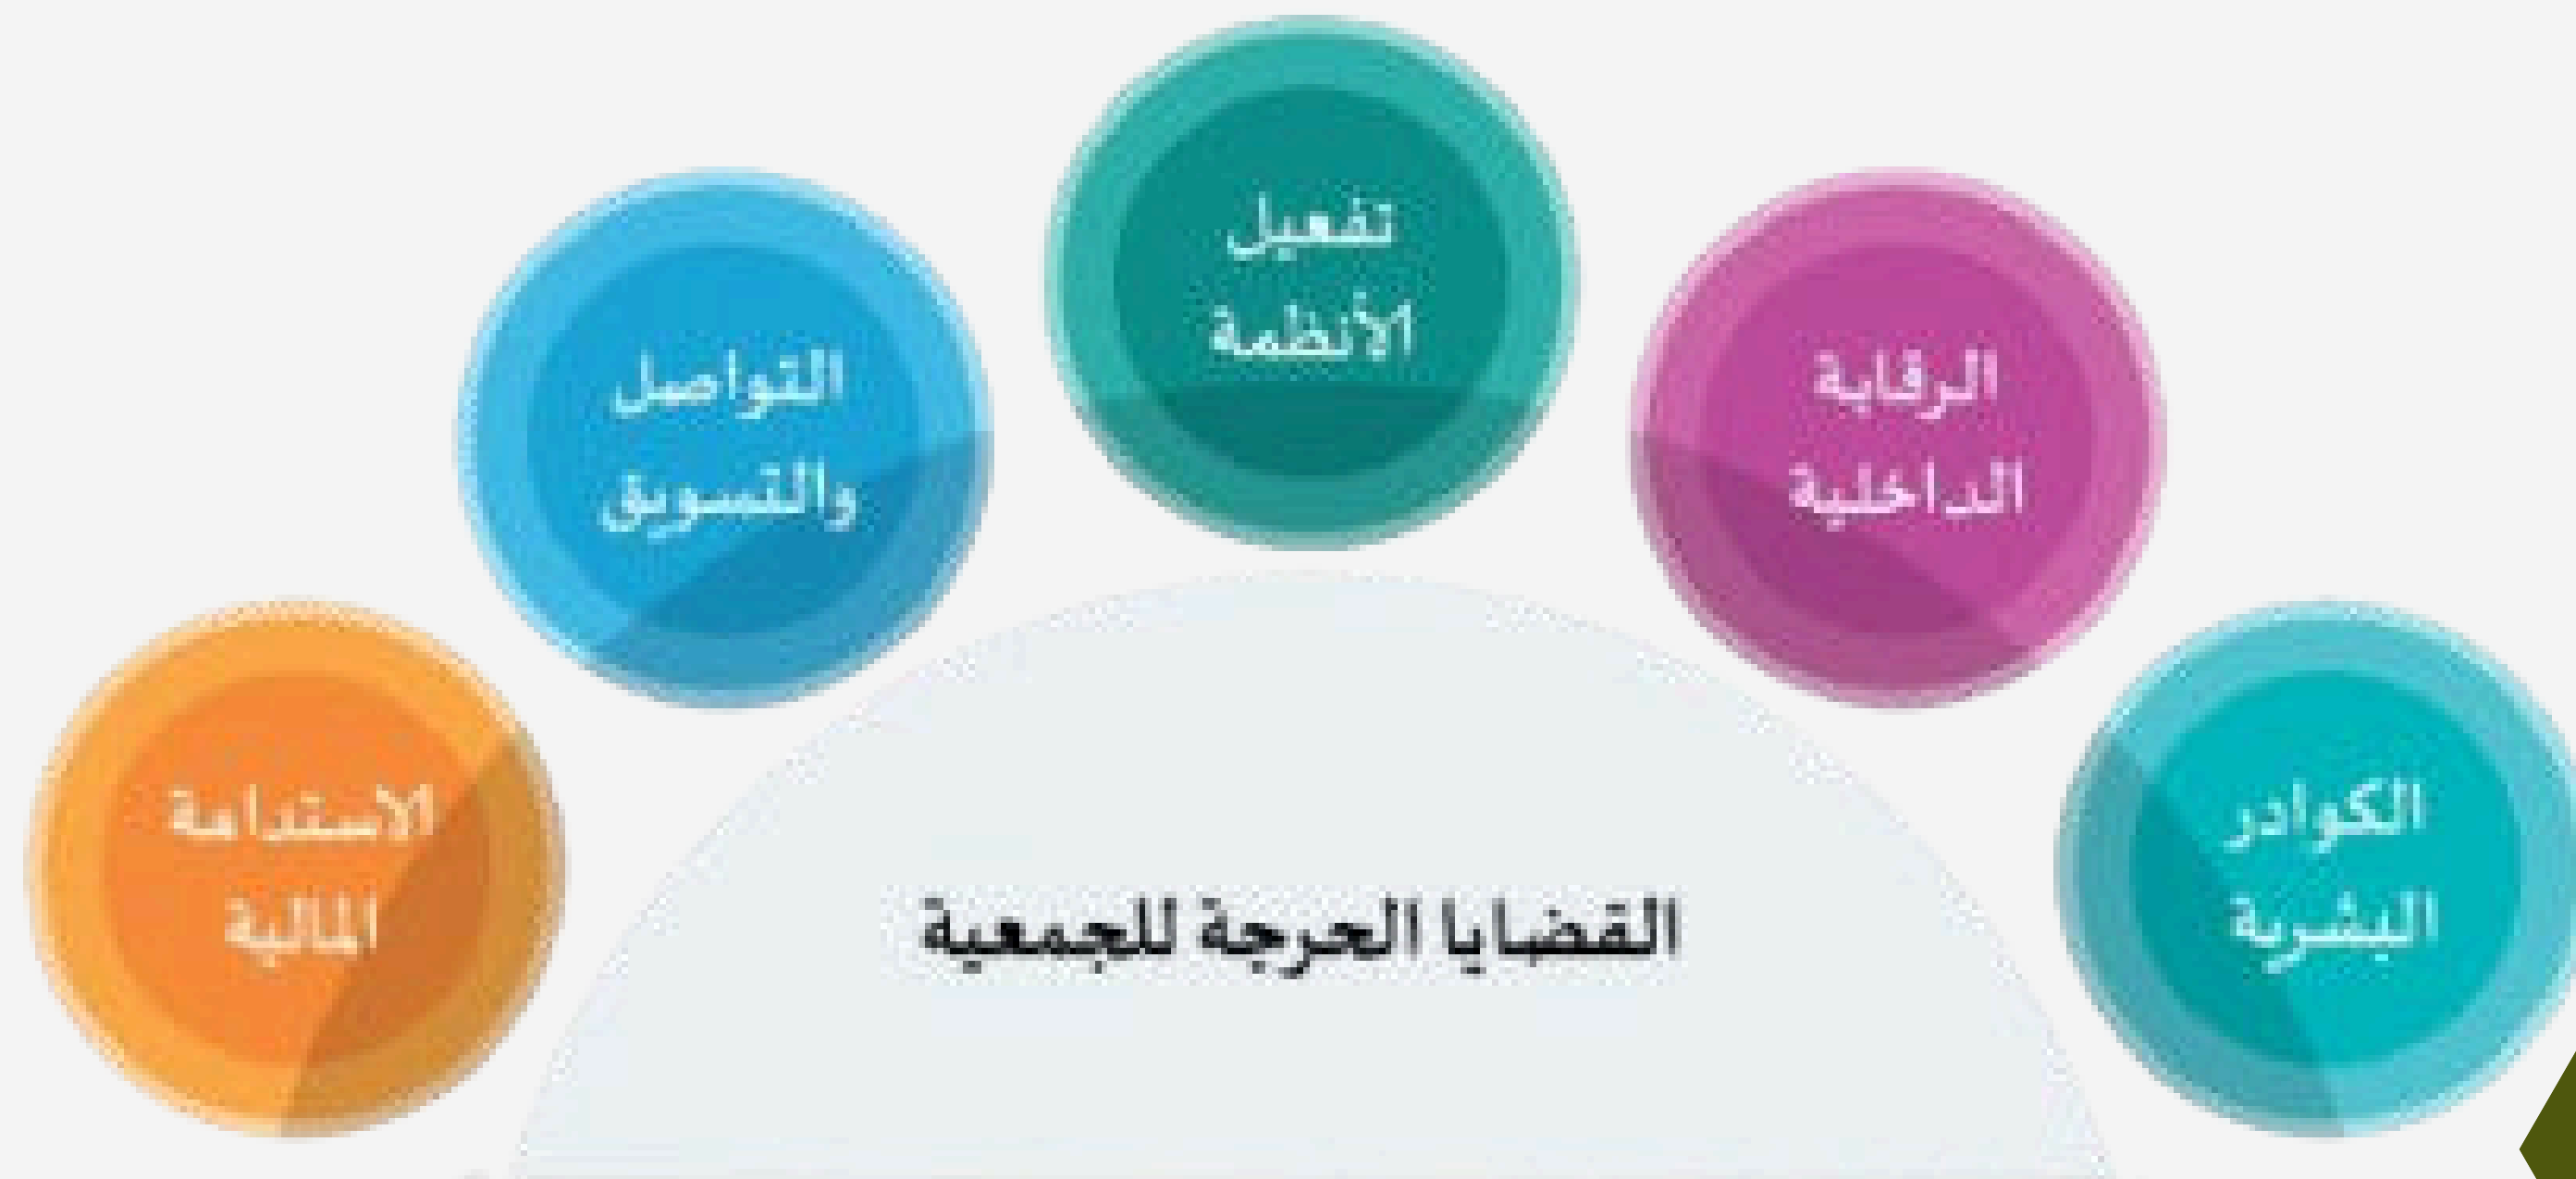 تفعيل
الأنظمة
الرقابة
الداخلية
التواصل
والتسويق
الكوادر
البشرية
الاستدامة
المالية
القضايا الحرجة للجمعية